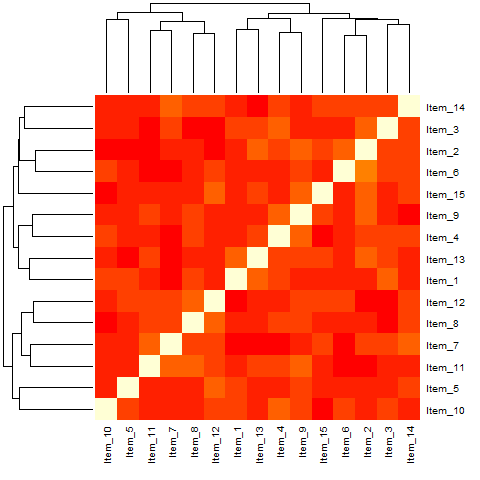 Item_14
Item_3
Item_2
Item_6
Item_15
Item_9
Item_4
Item_13
Item_1
Item_12
Item_8
Item_7
Item_11
Item_5
Item_10
Item_10
Item_5
Item_11
Item_7
Item_8
Item_12
Item_1
Item_13
Item_4
Item_9
Item_15
Item_6
Item_2
Item_3
Item_14